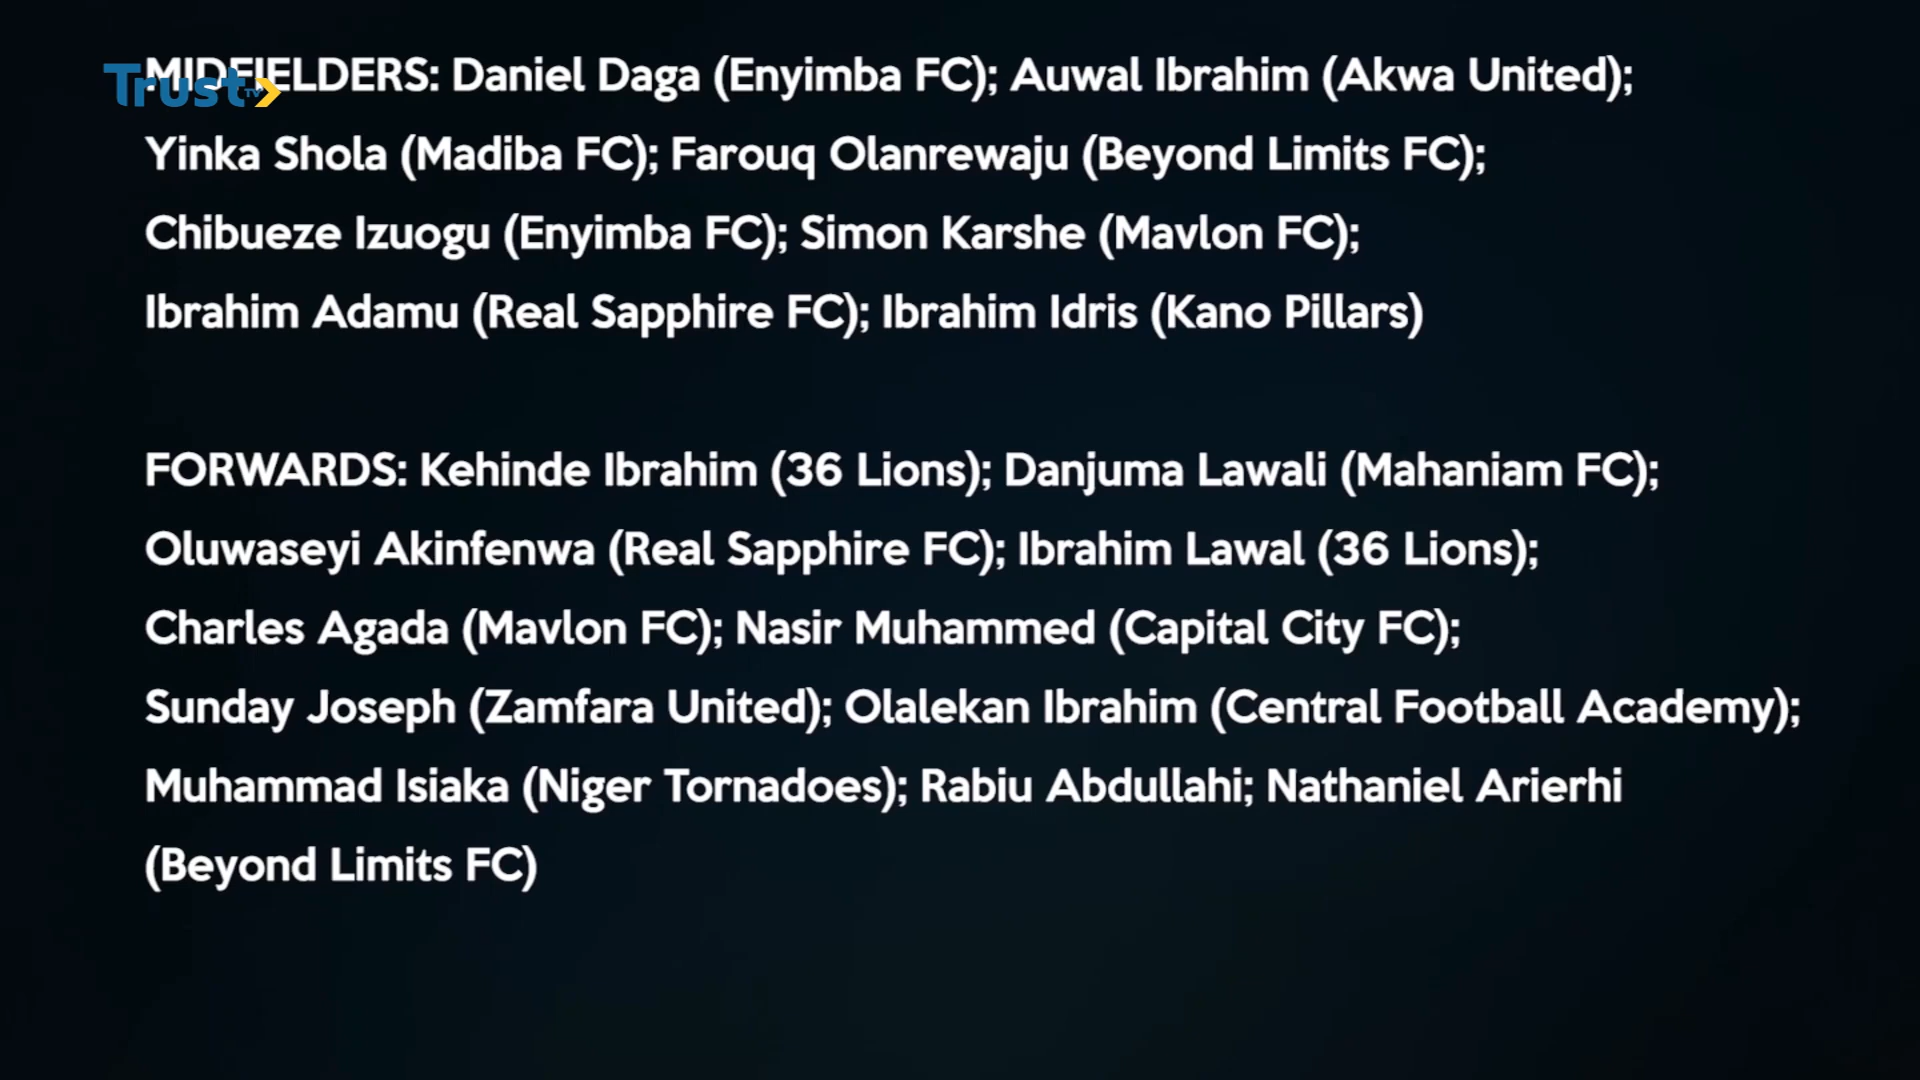 MIDFIELDERS: Daniel Daga (Enyimba FC); Auwal Ibrahim (Akwa United);
Trust TV
Yinka Shola (Madiba FC); Farouq Olanrewaju (Beyond Limits FC);
Chibueze Izuogu (Enyimba FC); Simon Karshe (Mavlon FC);
Ibrahim Adamu (Real Sapphire FC); Ibrahim Idris (Kano Pillars)
FORWARDS: Kehinde Ibrahim (36 Lions); Danjuma Lawali (Mahaniam FC);
Oluwaseyi Akinfenwa (Real Sapphire FC); Ibrahim Lawal (36 Lions);
Charles Agada (Mavlon FC); Nasir Muhammed (Capital City FC);
Sunday Joseph (Zamfara United); Olalekan Ibrahim (Central Football Academy);
Muhammad Isiaka (Niger Tornadoes); Rabiu Abdullahi; Nathaniel Arierhi
(Beyond Limits FC)